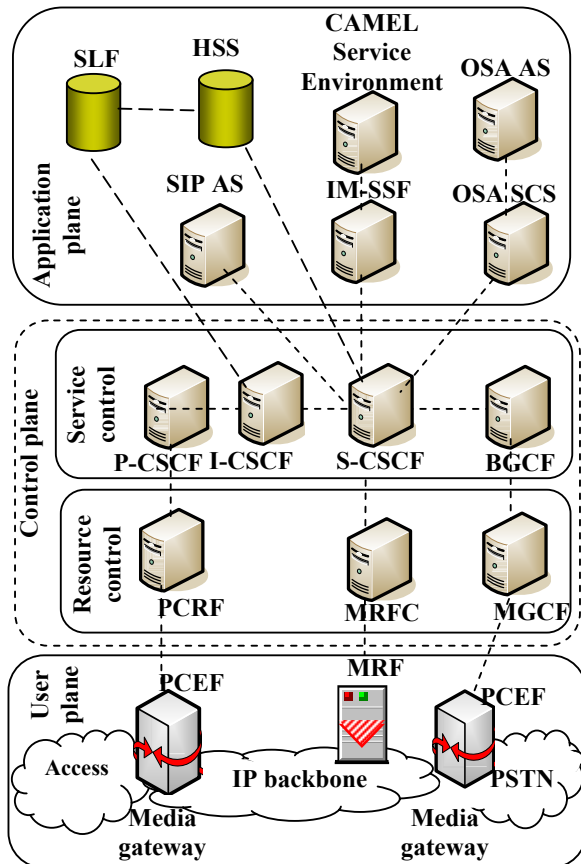 CAMEL
Service
Environment
SLF
HSS
OSA AS
Application
plane
SIP AS
IM-SSF
OSA SCS
Control plane
Service
control
P-CSCF
I-CSCF
S-CSCF
BGCF
Resource
control
PCRF
MRFC
MGCF
User
plane
PCEF
MRF
PCEF
Access
IP backbone
PSTN
Media
gateway
Media
gateway